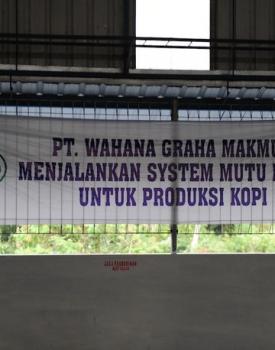 PT. WAHANA GRAHA MAKMU
MENJALANKAN SYSTEM MUTU
UNTUK PRODUKSI KOPI